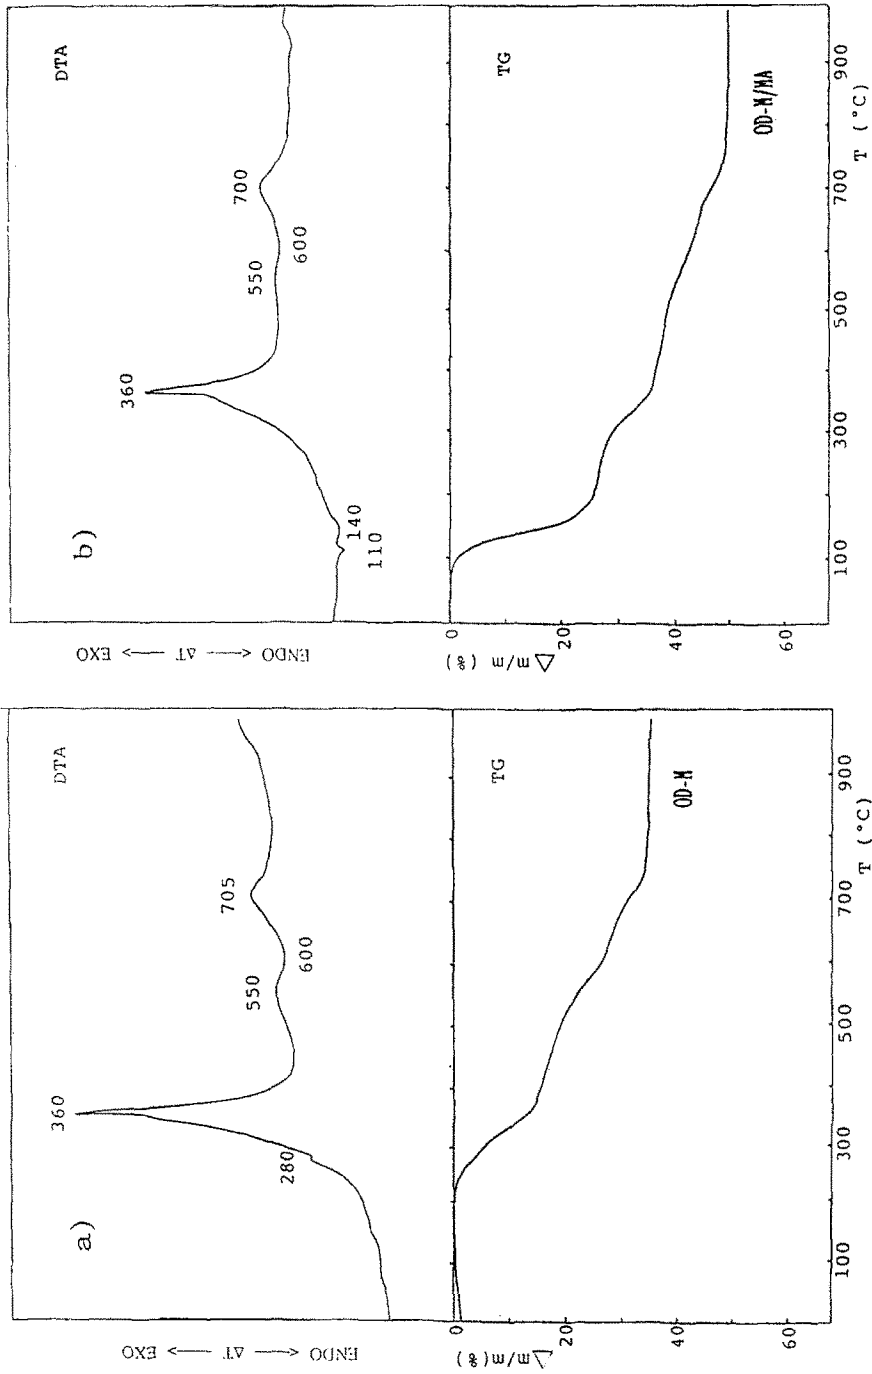 a)
DTA
360
280
550
600
705
ENDO <— ΔT —> EXO
TG
OD-M
Δm/m(%)
0
20
40
60
100
300
500
700
900
T (°C)
b)
DTA
360
110
140
550
600
700
ENDO <— ΔT —> EXO
TG
OD-M/MA
Δm/m (%)
0
20
40
60
100
300
500
700
900
T (°C)